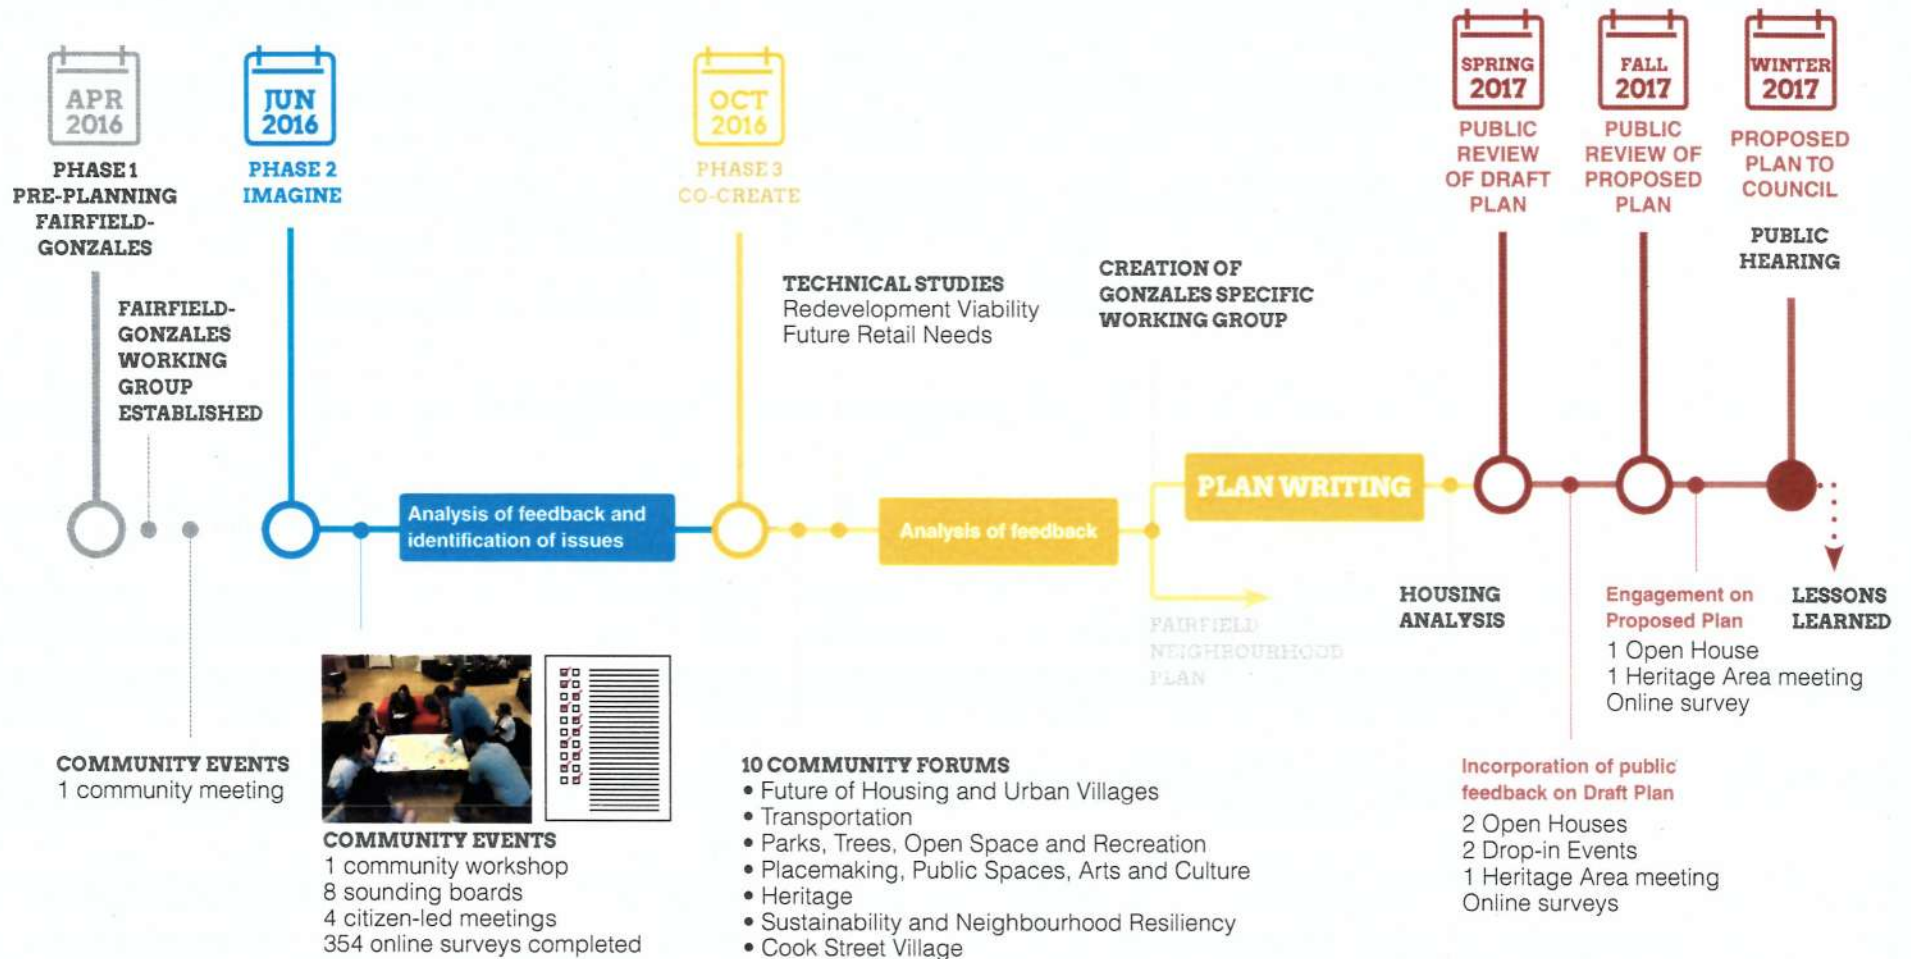 APR
2016
PHASE 1
PRE-PLANNING
FAIRFIELD-
GONZALES
FAIRFIELD-
GONZALES
WORKING
GROUP
ESTABLISHED
COMMUNITY EVENTS
1 community meeting
JUN
2016
PHASE 2
IMAGINE
Analysis of feedback and
identification of issues
COMMUNITY EVENTS
1 community workshop
8 sounding boards
4 citizen-led meetings
354 online surveys completed
OCT
2016
PHASE 3
CO-CREATE
TECHNICAL STUDIES
Redevelopment Viability
Future Retail Needs
10 COMMUNITY FORUMS
• Future of Housing and Urban Villages
• Transportation
• Parks, Trees, Open Space and Recreation
• Placemaking, Public Spaces, Arts and Culture
• Heritage
• Sustainability and Neighbourhood Resiliency
• Cook Street Village
Analysis of feedback
CREATION OF
GONZALES SPECIFIC
WORKING GROUP
PLAN WRITING
FAIRFIELD
NEIGHBOURHOOD
PLAN
HOUSING
ANALYSIS
SPRING
2017
PUBLIC
REVIEW
OF DRAFT
PLAN
Incorporation of public
feedback on Draft Plan
2 Open Houses
2 Drop-in Events
1 Heritage Area meeting
Online surveys
FALL
2017
PUBLIC
REVIEW OF
PROPOSED
PLAN
Engagement on
Proposed Plan
1 Open House
1 Heritage Area meeting
Online survey
WINTER
2017
PROPOSED
PLAN TO
COUNCIL
PUBLIC
HEARING
LESSONS
LEARNED